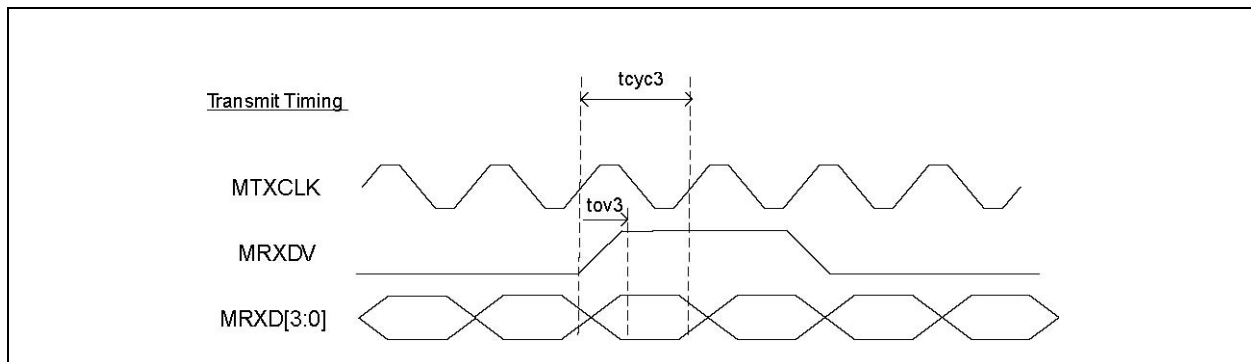 tcyc3
Transmit Timing
MTXCLK
tov3
MRXDV
MRXD[3:0]